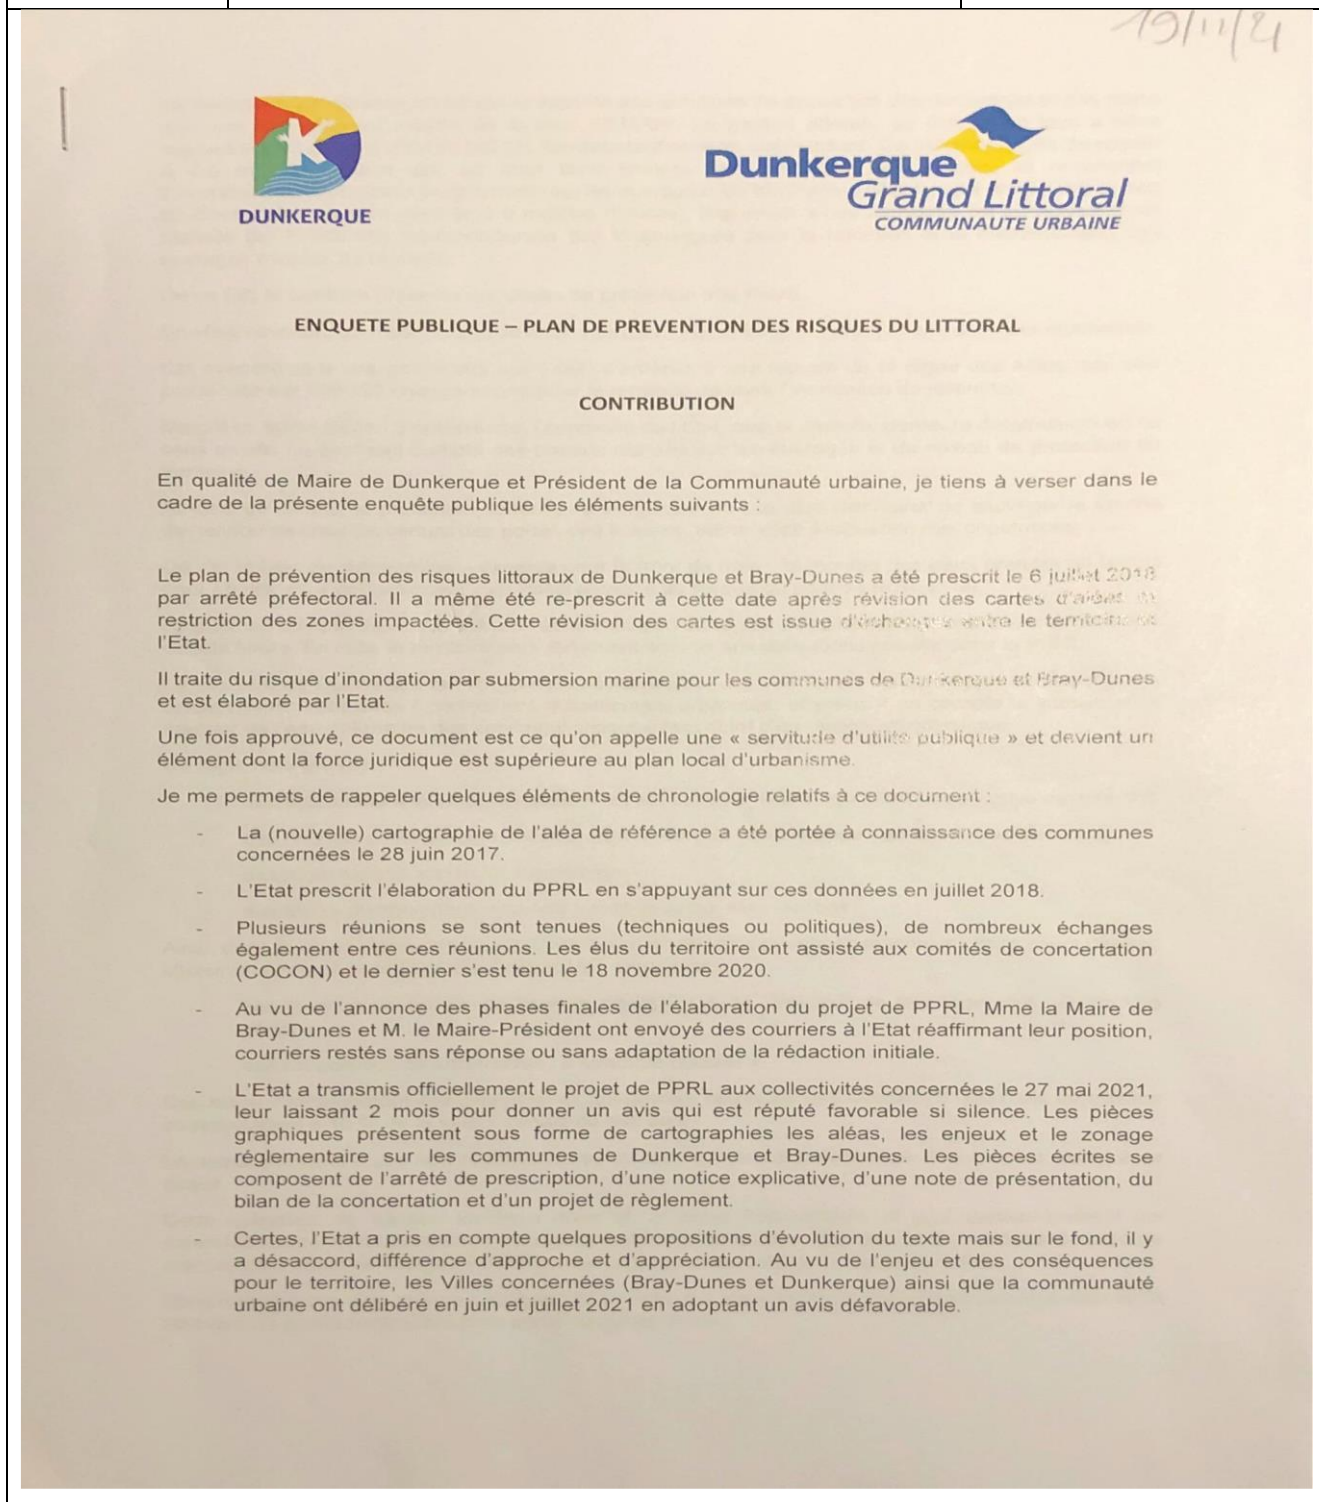 19/11/21
DK
DUNKERQUE
Dunkerque
Grand Littoral
COMMUNAUTE URBAINE
ENQUETE PUBLIQUE – PLAN DE PREVENTION DES RISQUES DU LITTORAL
CONTRIBUTION
En qualité de Maire de Dunkerque et Président de la Communauté urbaine, je tiens à verser dans le
cadre de la présente enquête publique les éléments suivants :
Le plan de prévention des risques littoraux de Dunkerque et Bray-Dunes a été prescrit le 6 juillet 2018
par arrêté préfectoral. Il a même été re-prescrit à cette date après révision des cartes d'aléas et
restriction des zones impactées. Cette révision des cartes est issue d'échanges entre le territoire et
l'Etat.
Il traite du risque d'inondation par submersion marine pour les communes de Dunkerque et Bray-Dunes
et est élaboré par l'Etat.
Une fois approuvé, ce document est ce qu'on appelle une « servitude d'utilité publique » et devient un
élément dont la force juridique est supérieure au plan local d'urbanisme.
Je me permets de rappeler quelques éléments de chronologie relatifs à ce document :
- La (nouvelle) cartographie de l'aléa de référence a été portée à connaissance des communes
concernées le 28 juin 2017.
- L'Etat prescrit l'élaboration du PPRL en s'appuyant sur ces données en juillet 2018.
- Plusieurs réunions se sont tenues (techniques ou politiques), de nombreux échanges
également entre ces réunions. Les élus du territoire ont assisté aux comités de concertation
(COCON) et le dernier s'est tenu le 18 novembre 2020.
- Au vu de l'annonce des phases finales de l'élaboration du projet de PPRL, Mme la Maire de
Bray-Dunes et M. le Maire-Président ont envoyé des courriers à l'Etat réaffirmant leur position,
courriers restés sans réponse ou sans adaptation de la rédaction initiale.
- L'Etat a transmis officiellement le projet de PPRL aux collectivités concernées le 27 mai 2021,
leur laissant 2 mois pour donner un avis qui est réputé favorable si silence. Les pièces
graphiques présentent sous forme de cartographies les aléas, les enjeux et le zonage
réglementaire sur les communes de Dunkerque et Bray-Dunes. Les pièces écrites se
composent de l'arrêté de prescription, d'une notice explicative, d'une note de présentation, du
bilan de la concertation et d'un projet de règlement.
- Certes, l'Etat a pris en compte quelques propositions d'évolution du texte mais sur le fond, il y
a désaccord, différence d'approche et d'appréciation. Au vu de l'enjeu et des conséquences
pour le territoire, les Villes concernées (Bray-Dunes et Dunkerque) ainsi que la communauté
urbaine ont délibéré en juin et juillet 2021 en adoptant un avis défavorable.